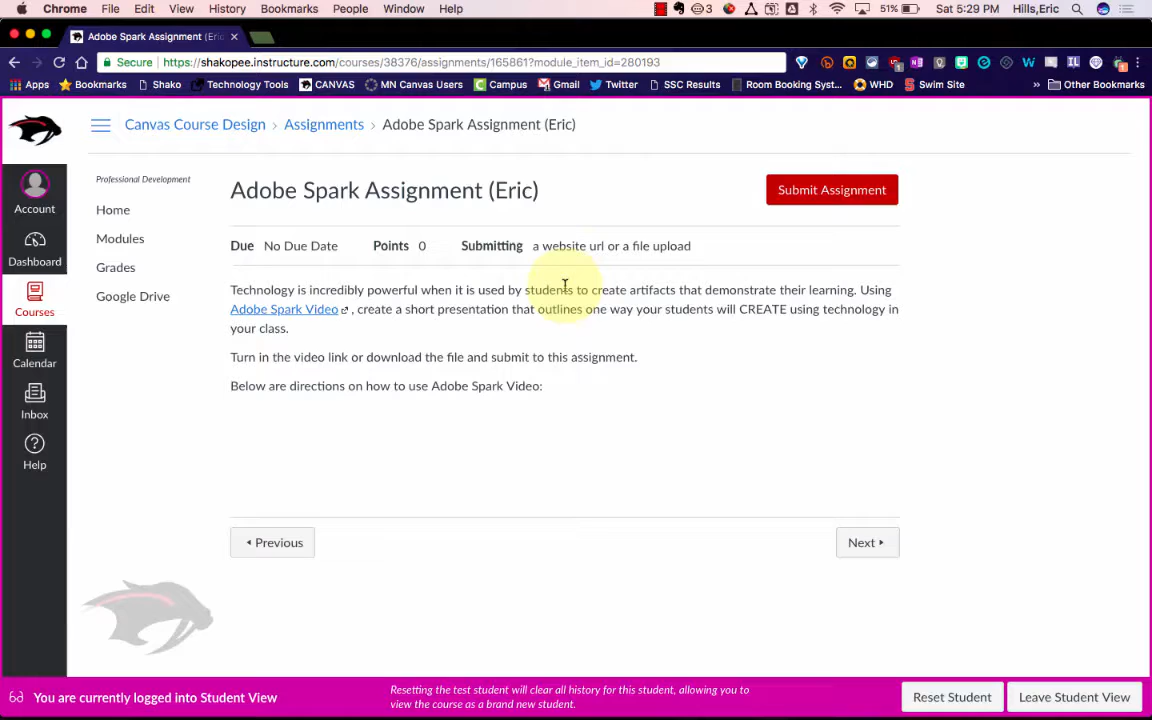 Chrome File Edit View History Bookmarks People Window Help 3 51% Sat 5:29 PM Hills,Eric
Adobe Spark Assignment (Eric
Secure https://shakopee.instructure.com/courses/38376/assignments/165861?module_item_id=280193
Apps Bookmarks Shako Technology Tools CANVAS MN Canvas Users Campus Gmail Twitter SSC Results Room Booking Syst... WHD Swim Site » Other Bookmarks
Canvas Course Design › Assignments › Adobe Spark Assignment (Eric)
Professional Development
Home
Modules
Grades
Google Drive
Account
Dashboard
Courses
Calendar
Inbox
Help
Adobe Spark Assignment (Eric)
Submit Assignment
Due No Due Date Points 0 Submitting a website url or a file upload
Technology is incredibly powerful when it is used by students to create artifacts that demonstrate their learning. Using
Adobe Spark Video , create a short presentation that outlines one way your students will CREATE using technology in
your class.
Turn in the video link or download the file and submit to this assignment.
Below are directions on how to use Adobe Spark Video:
Previous
Next
You are currently logged into Student View
Resetting the test student will clear all history for this student, allowing you to
view the course as a brand new student.
Reset Student
Leave Student View